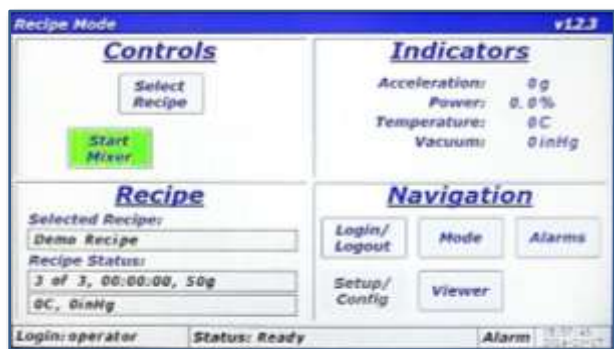 Recipe Mode v1.2.3
Controls
Select
Recipe
Start
Mixer
Indicators
Acceleration: 0g
Power: 0.0%
Temperature: 0C
Vacuum: 0inHg
Recipe
Selected Recipe:
Demo Recipe
Recipe Status:
3 of 3, 00:00:00, 50g
0C, 0inHg
Navigation
Login/
Logout
Mode
Alarms
Setup/
Config
Viewer
Login: operator Status: Ready Alarm